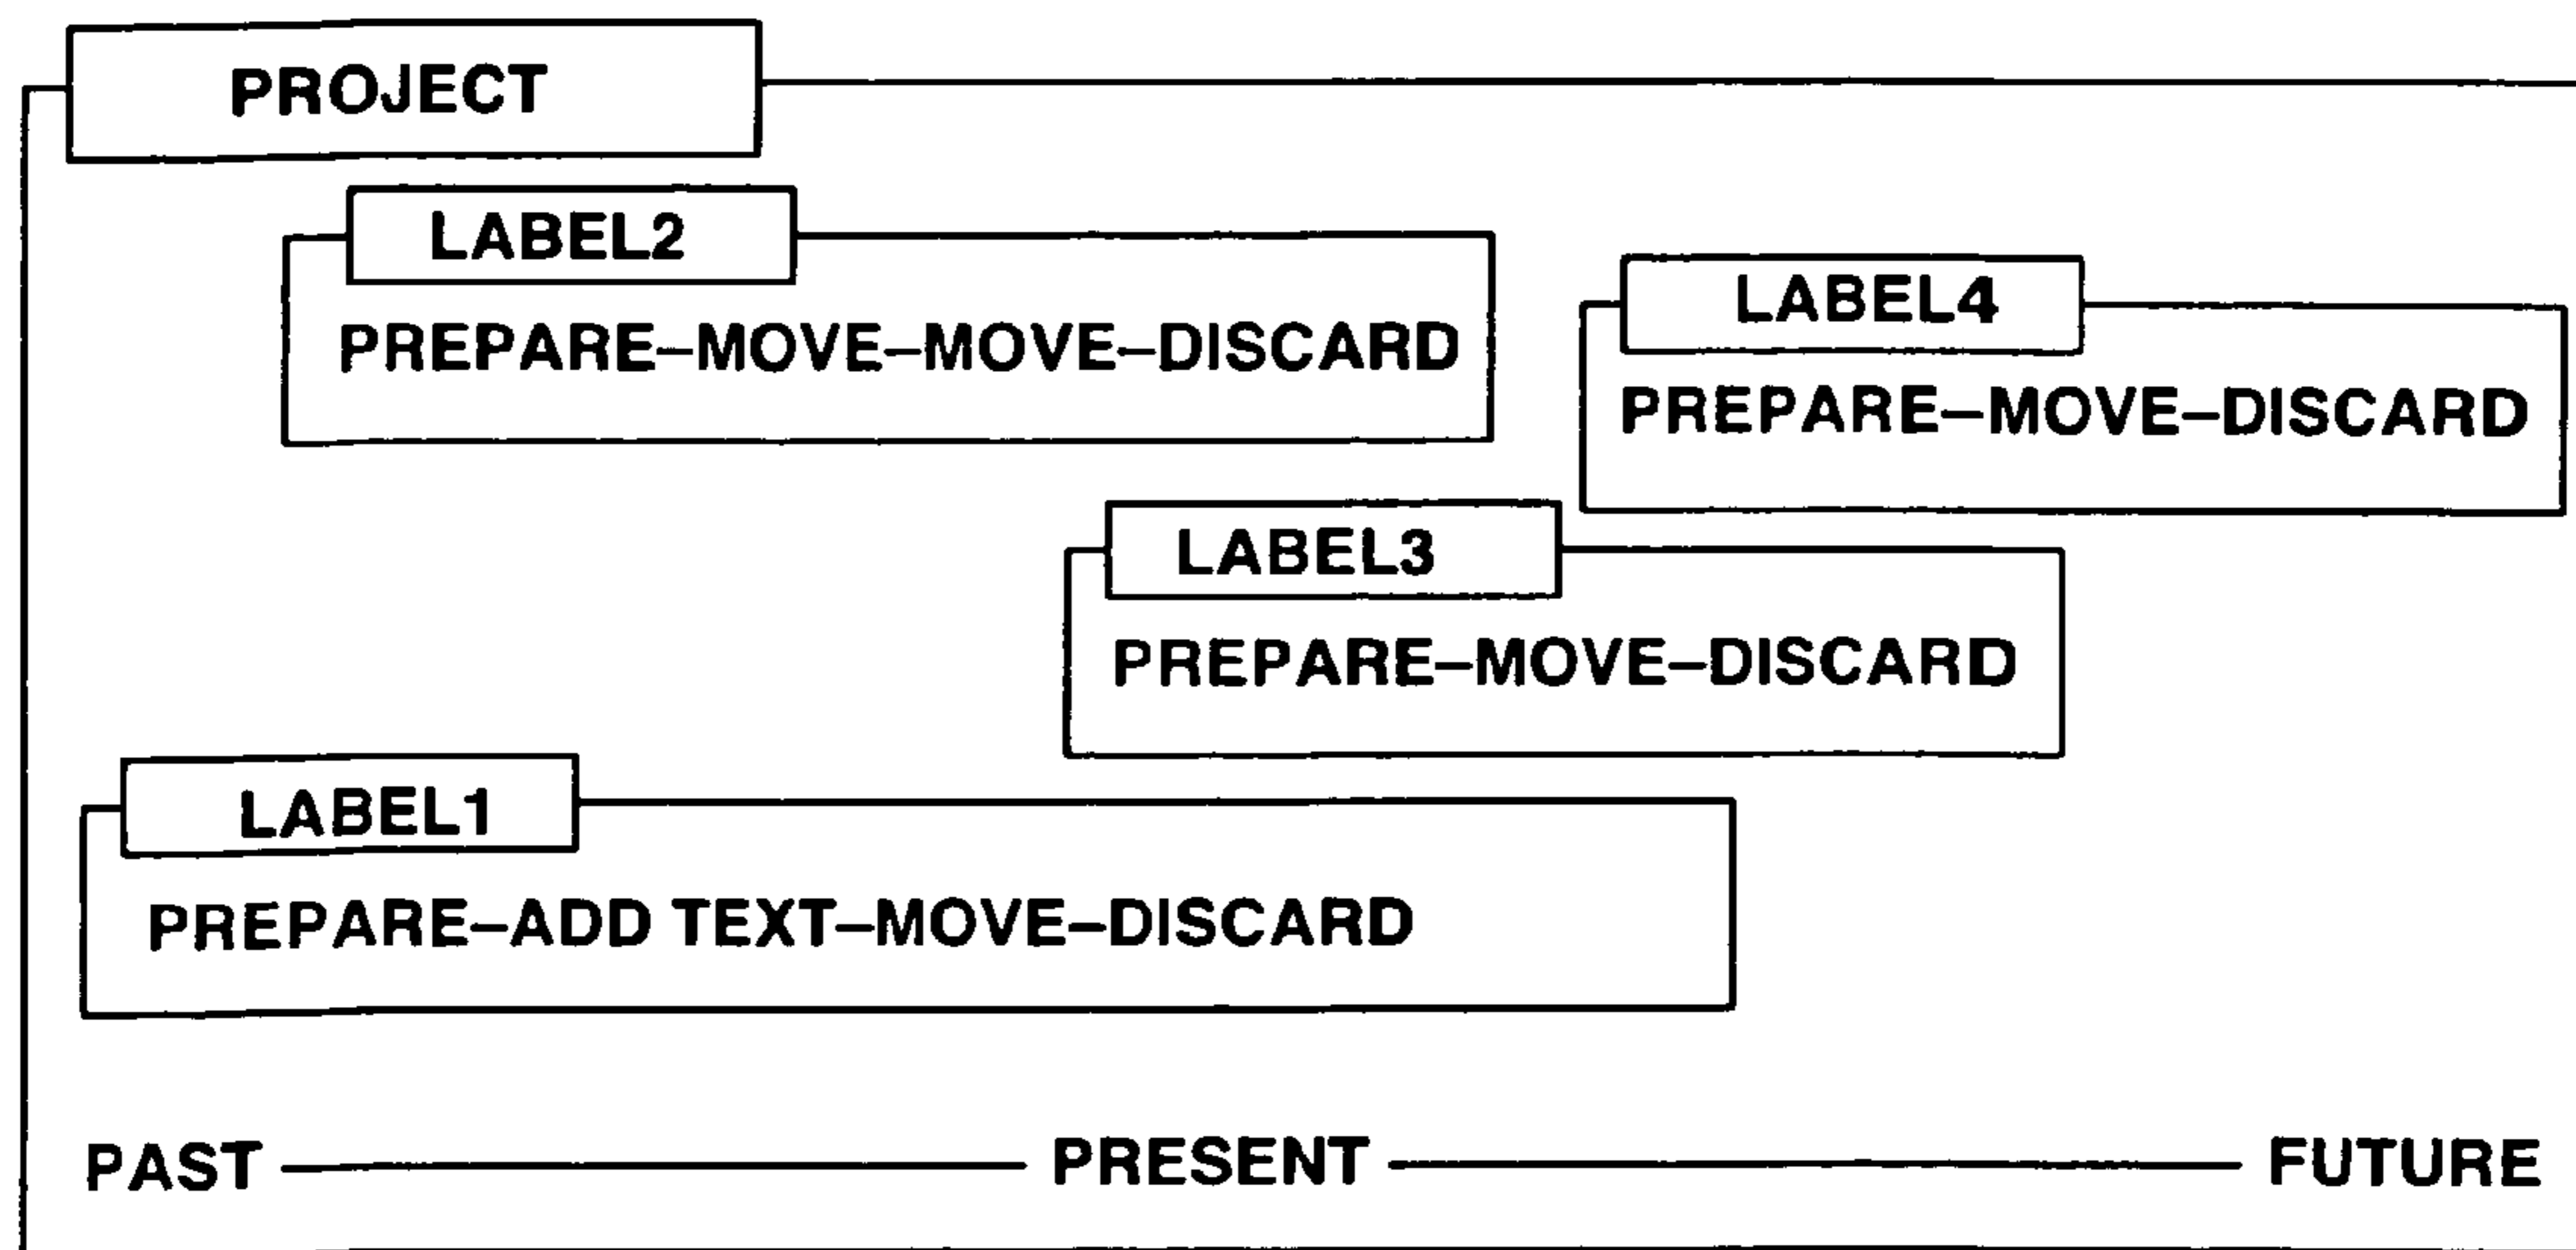 PROJECT
LABEL2
PREPARE–MOVE–MOVE–DISCARD
LABEL4
PREPARE–MOVE–DISCARD
LABEL3
PREPARE–MOVE–DISCARD
LABEL1
PREPARE–ADD TEXT–MOVE–DISCARD
PAST PRESENT FUTURE